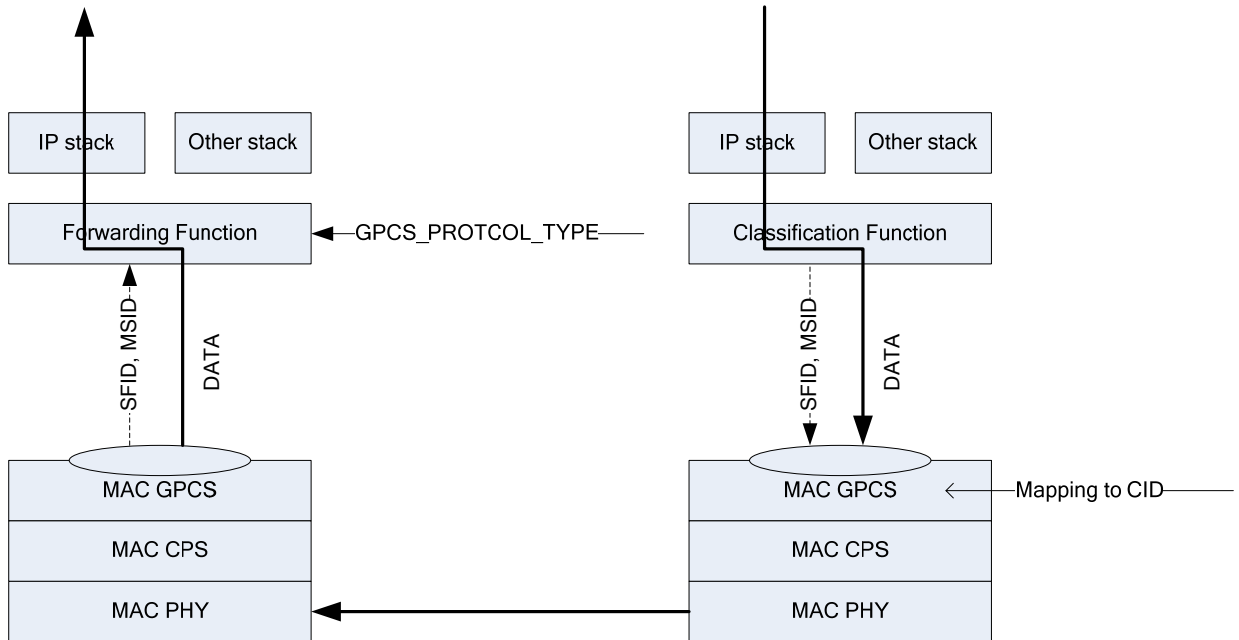 IP stack
Other stack
IP stack
Other stack
Forwarding Function
GPCS_PROTCOL_TYPE
Classification Function
SFID, MSID
DATA
SFID, MSID
DATA
MAC GPCS
MAC GPCS
Mapping to CID
MAC CPS
MAC CPS
MAC PHY
MAC PHY